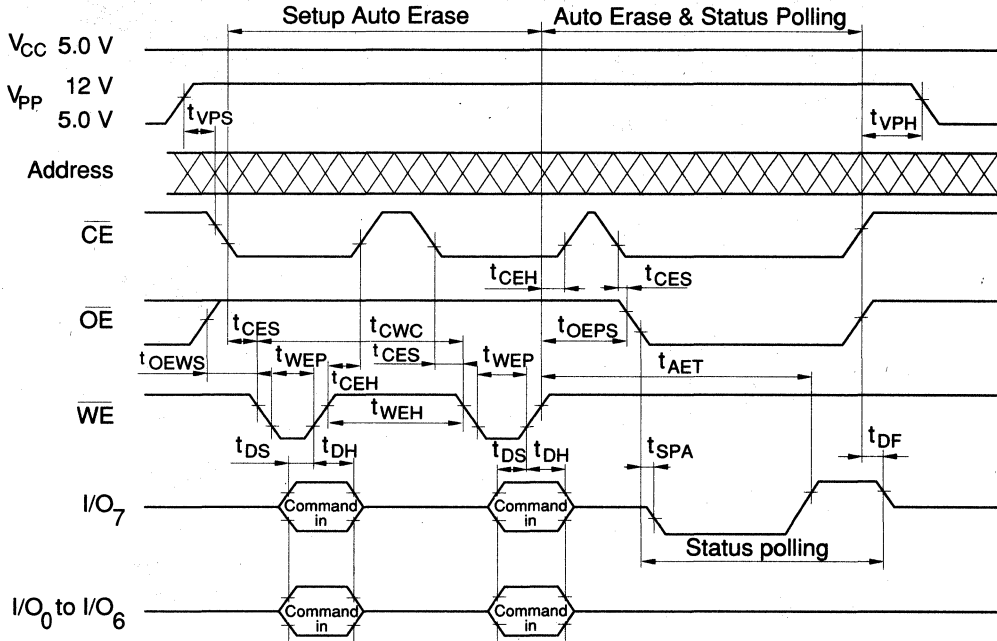 Setup Auto Erase
Auto Erase & Status Polling
VCC 5.0 V
VPP 12 V
5.0 V
tVPS
tVPH
Address
CE
tCEH
tCES
OE
tCES
tCWC
tOEPS
tOEWS
tWEP
tCES
tWEP
tAET
tCEH
WE
tWEH
tDS
tDH
tDS
tDH
tSPA
tDF
I/O7
Command in
Command in
Status polling
I/O0 to I/O6
Command in
Command in